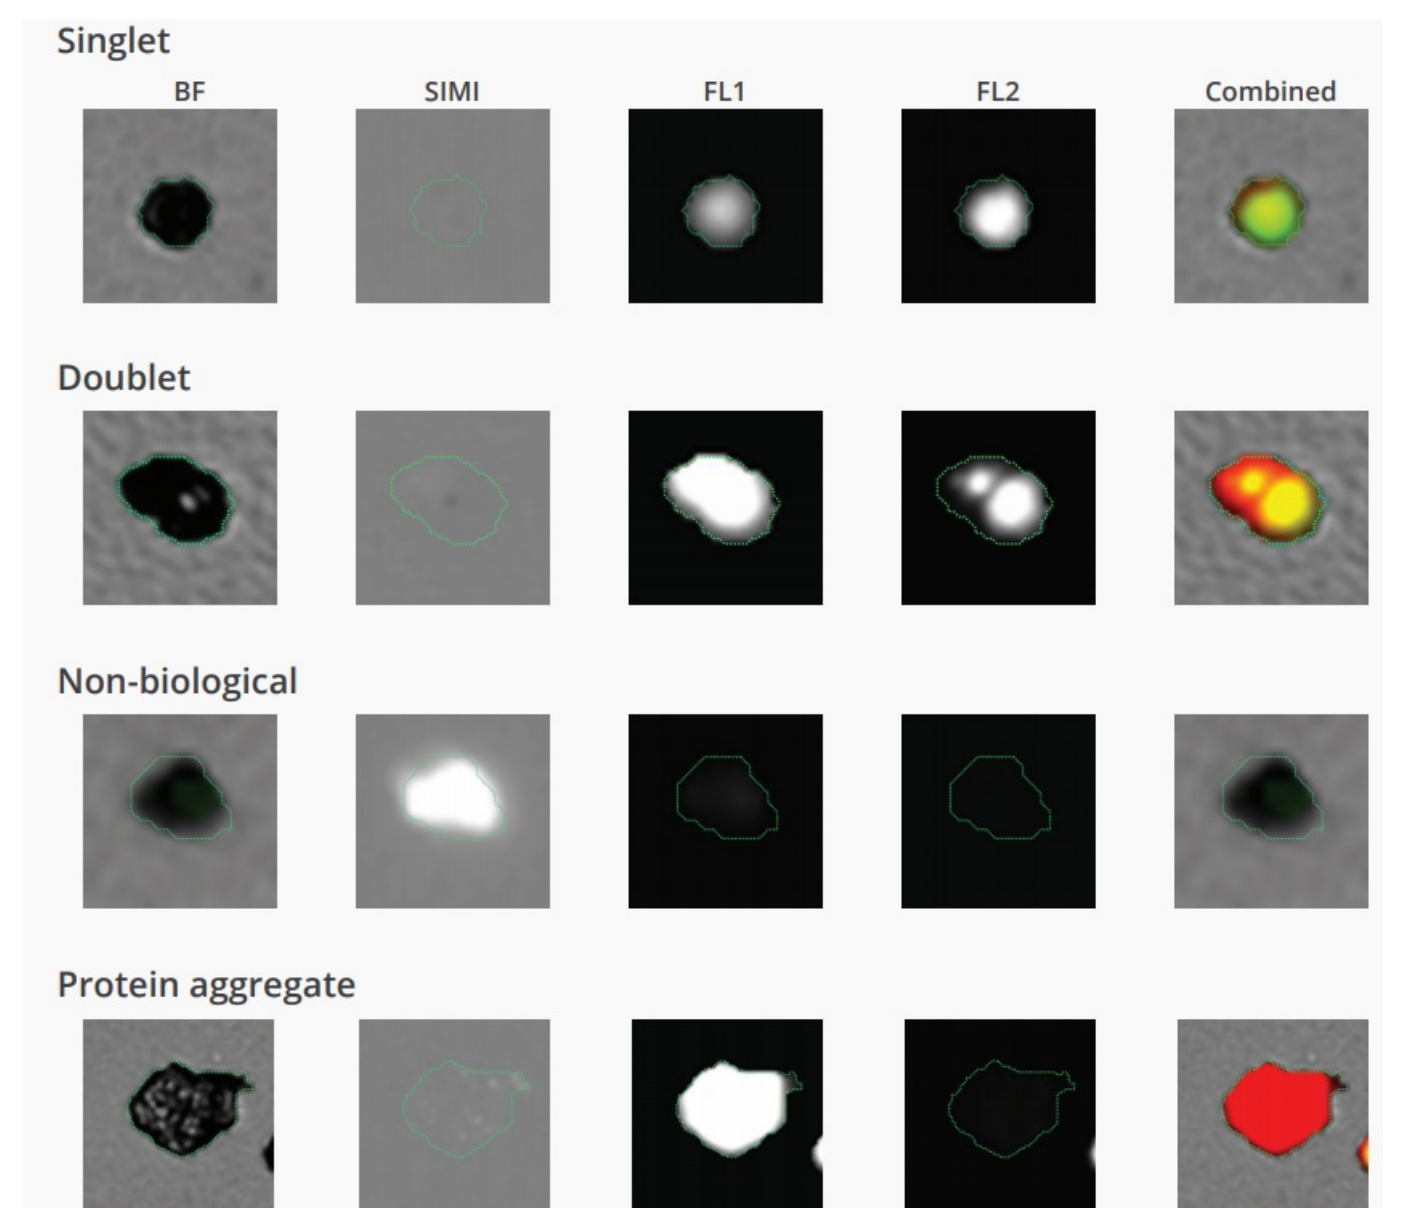 Singlet
BF SIMI FL1 FL2 Combined
Doublet
Non-biological
Protein aggregate